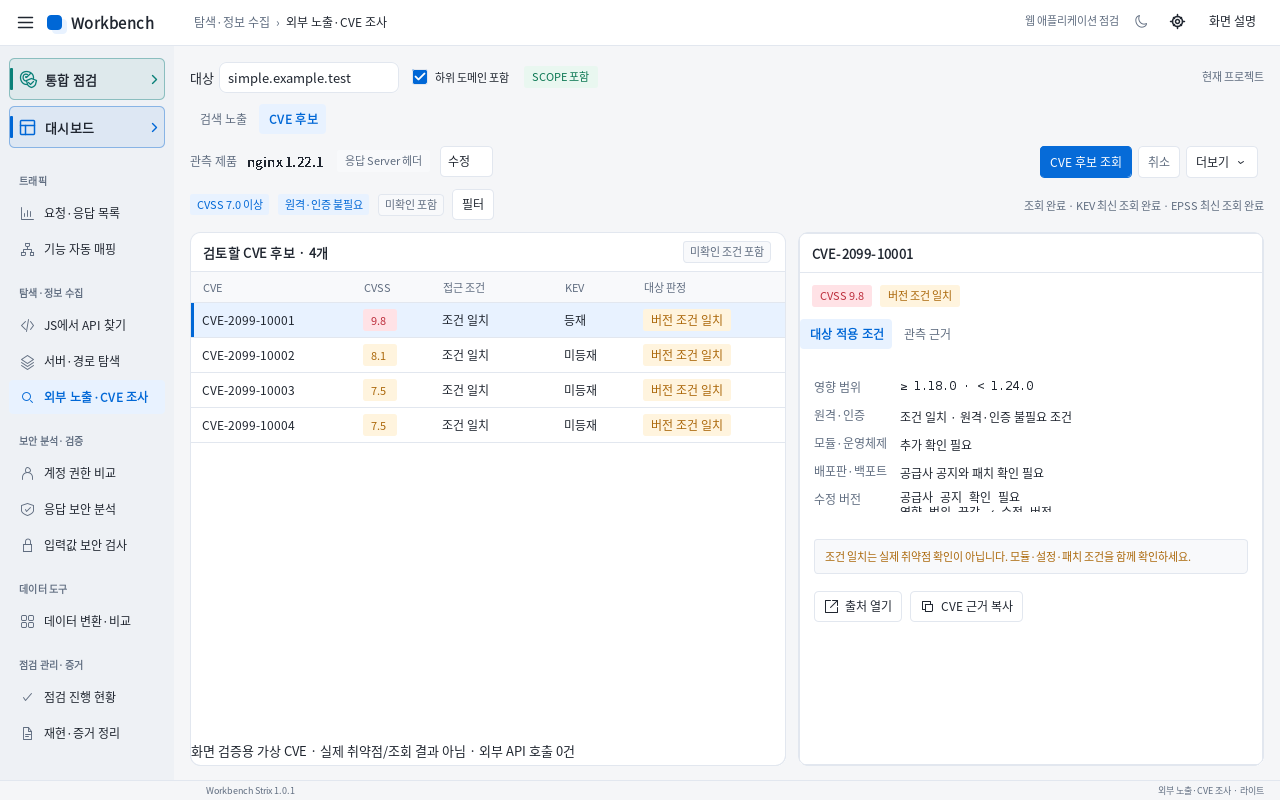 Workbench
탐색·정보 수집 › 외부 노출·CVE 조사
웹 애플리케이션 점검
화면 설명
통합 점검
대시보드
트래픽
요청·응답 목록
기능 자동 매핑
탐색·정보 수집
JS에서 API 찾기
서버·경로 탐색
외부 노출·CVE 조사
보안 분석·검증
계정 권한 비교
응답 보안 분석
입력값 보안 검사
데이터 도구
데이터 변환·비교
점검 관리·증거
점검 진행 현황
재현·증거 정리
대상 simple.example.test 하위 도메인 포함 SCOPE 포함 현재 프로젝트
검색 노출 CVE 후보
관측 제품 nginx 1.22.1 응답 Server 헤더 수정 CVE 후보 조회 취소 더보기
CVSS 7.0 이상 원격·인증 불필요 미확인 포함 필터 조회 완료 · KEV 최신 조회 완료 · EPSS 최신 조회 완료
검토할 CVE 후보 · 4개 미확인 조건 포함
CVE CVSS 접근 조건 KEV 대상 판정
CVE-2099-10001 9.8 조건 일치 등재 버전 조건 일치
CVE-2099-10002 8.1 조건 일치 미등재 버전 조건 일치
CVE-2099-10003 7.5 조건 일치 미등재 버전 조건 일치
CVE-2099-10004 7.5 조건 일치 미등재 버전 조건 일치
화면 검증용 가상 CVE · 실제 취약점/조회 결과 아님 · 외부 API 호출 0건
CVE-2099-10001
CVSS 9.8 버전 조건 일치
대상 적용 조건 관측 근거
영향 범위 ≥ 1.18.0 · < 1.24.0
원격·인증 조건 일치 · 원격·인증 불필요 조건
모듈·운영체제 추가 확인 필요
배포판·백포트 공급사 공지와 패치 확인 필요
수정 버전 공급사 공지 확인 필요
조건 일치는 실제 취약점 확인이 아닙니다. 모듈·설정·패치 조건을 함께 확인하세요.
출처 열기 CVE 근거 복사
Workbench Strix 1.0.1
외부 노출·CVE 조사 · 라이트